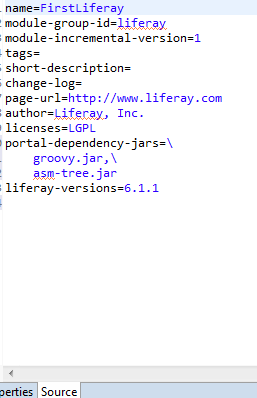 name=FirstLiferay
module-group-id=liferay
module-incremental-version=1
tags=
short-description=
change-log=
page-url=http://www.liferay.com
author=Liferay, Inc.
licenses=LGPL
portal-dependency-jars=\
groovy.jar,\
asm-tree.jar
liferay-versions=6.1.1
perties Source